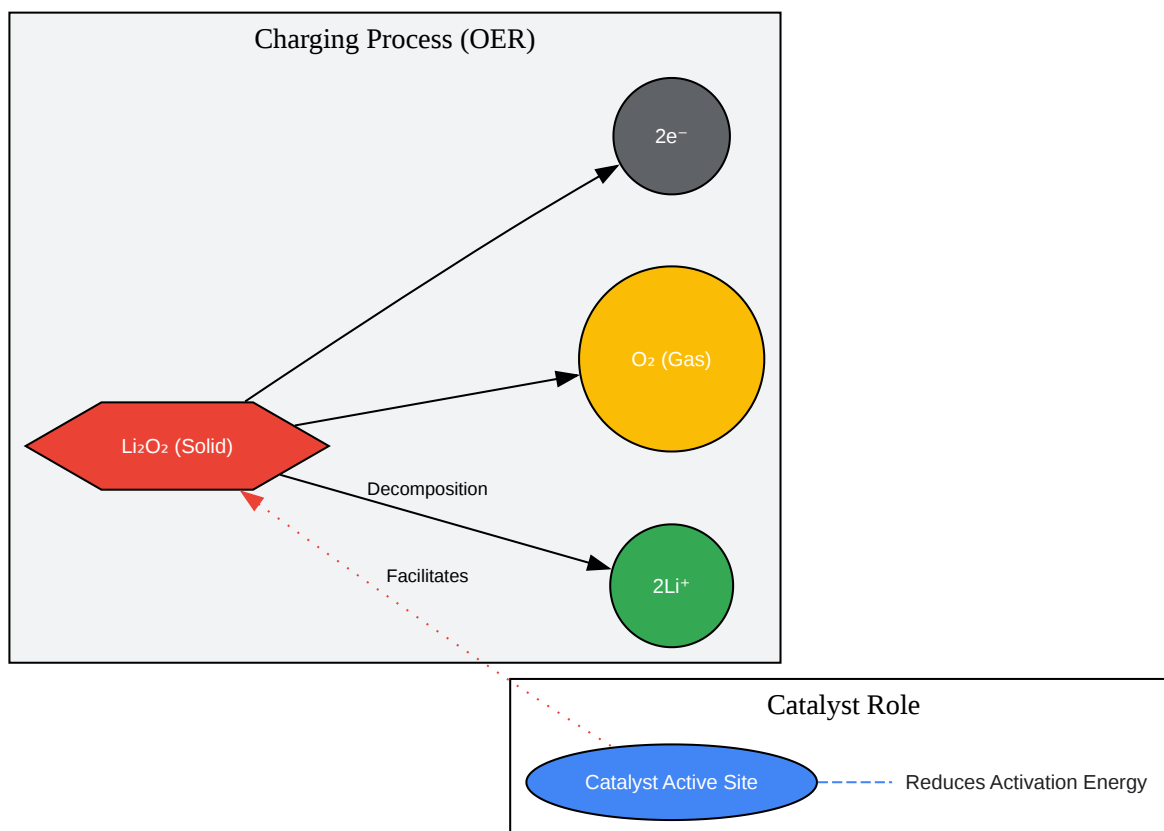 Charging Process (OER)
2e⁻
O₂ (Gas)
Li₂O₂ (Solid)
Decomposition
Facilitates
2Li⁺
Catalyst Role
Catalyst Active Site
Reduces Activation Energy